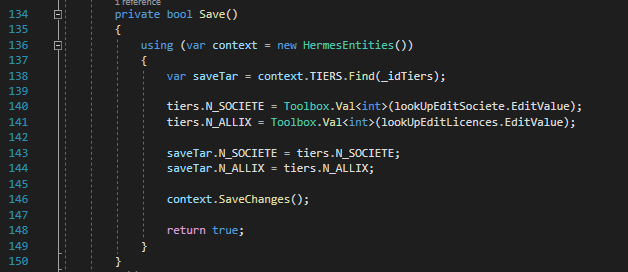 1 reference
134 private bool Save()
135 {
136 using (var context = new HermesEntities())
137 {
138 var saveTar = context.TIERS.Find(_idTiers);
139
140 tiers.N_SOCIETE = Toolbox.Val<int>(lookUpEditSociete.EditValue);
141 tiers.N_ALLIX = Toolbox.Val<int>(lookUpEditLicences.EditValue);
142
143 saveTar.N_SOCIETE = tiers.N_SOCIETE;
144 saveTar.N_ALLIX = tiers.N_ALLIX;
145
146 context.SaveChanges();
147
148 return true;
149 }
150 }